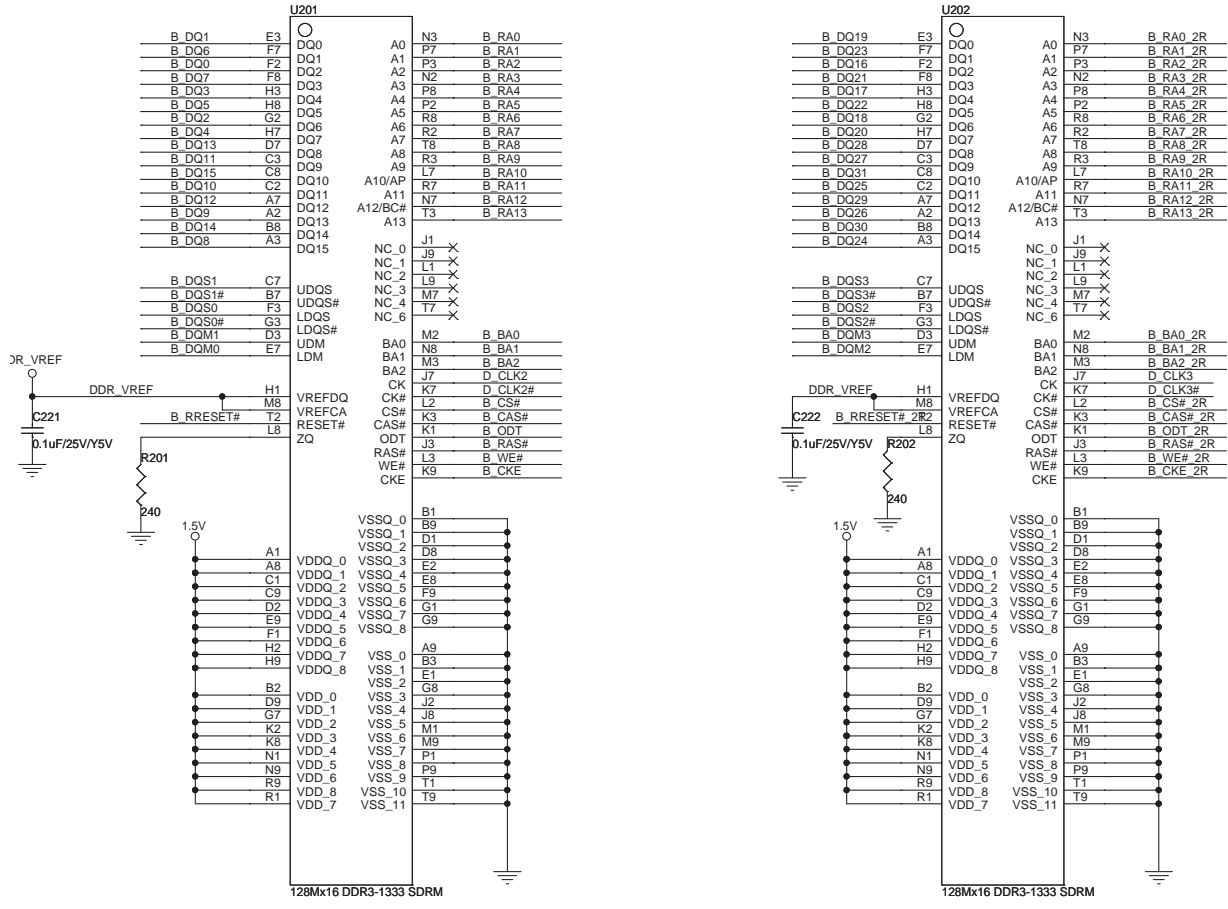 U201
B_DQ1 E3 DQ0 A0 N3 B_RA0
B_DQ6 F7 DQ1 A1 P7 B_RA1
B_DQ0 F2 DQ2 A2 P3 B_RA2
B_DQ7 F8 DQ3 A3 N2 B_RA3
B_DQ3 H3 DQ4 A4 P8 B_RA4
B_DQ5 H8 DQ5 A5 P2 B_RA5
B_DQ2 G2 DQ6 A6 R8 B_RA6
B_DQ4 H7 DQ7 A7 R2 B_RA7
B_DQ13 D7 DQ8 A8 T8 B_RA8
B_DQ11 C3 DQ9 A9 R3 B_RA9
B_DQ15 C8 DQ10 A10/AP L7 B_RA10
B_DQ10 C2 DQ11 A11 R7 B_RA11
B_DQ12 A7 DQ12 A12/BC# N7 B_RA12
B_DQ9 A2 DQ13 A13 T3 B_RA13
B_DQ14 B8 DQ14
B_DQ8 A3 DQ15 NC_0 J1
NC_1 J9
NC_2 L1
B_DQS1 C7 UDQS NC_3 L9
B_DQS1# B7 UDQS# NC_4 M7
B_DQS0 F3 LDQS NC_6 T7
B_DQS0# G3 LDQS#
B_DQM1 D3 UDM BA0 M2 B_BA0
B_DQM0 E7 LDM BA1 N8 B_BA1
BA2 M3 B_BA2
CK J7 D_CLK2
DDR_VREF H1 VREFDQ CK# K7 D_CLK2#
M8 VREFCA CS# L2 B_CS#
B_RRESET# T2 RESET# CAS# K3 B_CAS#
L8 ZQ ODT K1 B_ODT
RAS# J3 B_RAS#
WE# L3 B_WE#
CKE K9 B_CKE
C221
0.1uF/25V/Y5V
R201
240
1.5V
VSSQ_0 B1
VSSQ_1 B9
VSSQ_2 D1
A1 VDDQ_0 VSSQ_3 D8
A8 VDDQ_1 VSSQ_4 E2
C1 VDDQ_2 VSSQ_5 E8
C9 VDDQ_3 VSSQ_6 F9
D2 VDDQ_4 VSSQ_7 G1
E9 VDDQ_5 VSSQ_8 G9
F1 VDDQ_6
H2 VDDQ_7 VSS_0 A9
H9 VDDQ_8 VSS_1 B3
VSS_2 E1
B2 VDD_0 VSS_3 G8
D9 VDD_1 VSS_4 J2
G7 VDD_2 VSS_5 J8
K2 VDD_3 VSS_6 M1
K8 VDD_4 VSS_7 M9
N1 VDD_5 VSS_8 P1
N9 VDD_6 VSS_9 P9
R9 VDD_8 VSS_10 T1
R1 VDD_7 VSS_11 T9
128Mx16 DDR3-1333 SDRM
U202
B_DQ19 E3 DQ0 A0 N3 B_RA0_2R
B_DQ23 F7 DQ1 A1 P7 B_RA1_2R
B_DQ16 F2 DQ2 A2 P3 B_RA2_2R
B_DQ21 F8 DQ3 A3 N2 B_RA3_2R
B_DQ17 H3 DQ4 A4 P8 B_RA4_2R
B_DQ22 H8 DQ5 A5 P2 B_RA5_2R
B_DQ18 G2 DQ6 A6 R8 B_RA6_2R
B_DQ20 H7 DQ7 A7 R2 B_RA7_2R
B_DQ28 D7 DQ8 A8 T8 B_RA8_2R
B_DQ27 C3 DQ9 A9 R3 B_RA9_2R
B_DQ31 C8 DQ10 A10/AP L7 B_RA10_2R
B_DQ25 C2 DQ11 A11 R7 B_RA11_2R
B_DQ29 A7 DQ12 A12/BC# N7 B_RA12_2R
B_DQ26 A2 DQ13 A13 T3 B_RA13_2R
B_DQ30 B8 DQ14
B_DQ24 A3 DQ15 NC_0 J1
NC_1 J9
NC_2 L1
B_DQS3 C7 UDQS NC_3 L9
B_DQS3# B7 UDQS# NC_4 M7
B_DQS2 F3 LDQS NC_6 T7
B_DQS2# G3 LDQS#
B_DQM3 D3 UDM BA0 M2 B_BA0_2R
B_DQM2 E7 LDM BA1 N8 B_BA1_2R
BA2 M3 B_BA2_2R
CK J7 D_CLK3
DDR_VREF H1 VREFDQ CK# K7 D_CLK3#
M8 VREFCA CS# L2 B_CS#_2R
B_RRESET#_2R T2 RESET# CAS# K3 B_CAS#_2R
L8 ZQ ODT K1 B_ODT_2R
RAS# J3 B_RAS#_2R
WE# L3 B_WE#_2R
CKE K9 B_CKE_2R
C222
0.1uF/25V/Y5V
R202
240
1.5V
VSSQ_0 B1
VSSQ_1 B9
VSSQ_2 D1
A1 VDDQ_0 VSSQ_3 D8
A8 VDDQ_1 VSSQ_4 E2
C1 VDDQ_2 VSSQ_5 E8
C9 VDDQ_3 VSSQ_6 F9
D2 VDDQ_4 VSSQ_7 G1
E9 VDDQ_5 VSSQ_8 G9
F1 VDDQ_6
H2 VDDQ_7 VSS_0 A9
H9 VDDQ_8 VSS_1 B3
VSS_2 E1
B2 VDD_0 VSS_3 G8
D9 VDD_1 VSS_4 J2
G7 VDD_2 VSS_5 J8
K2 VDD_3 VSS_6 M1
K8 VDD_4 VSS_7 M9
N1 VDD_5 VSS_8 P1
N9 VDD_6 VSS_9 P9
R9 VDD_8 VSS_10 T1
R1 VDD_7 VSS_11 T9
128Mx16 DDR3-1333 SDRM